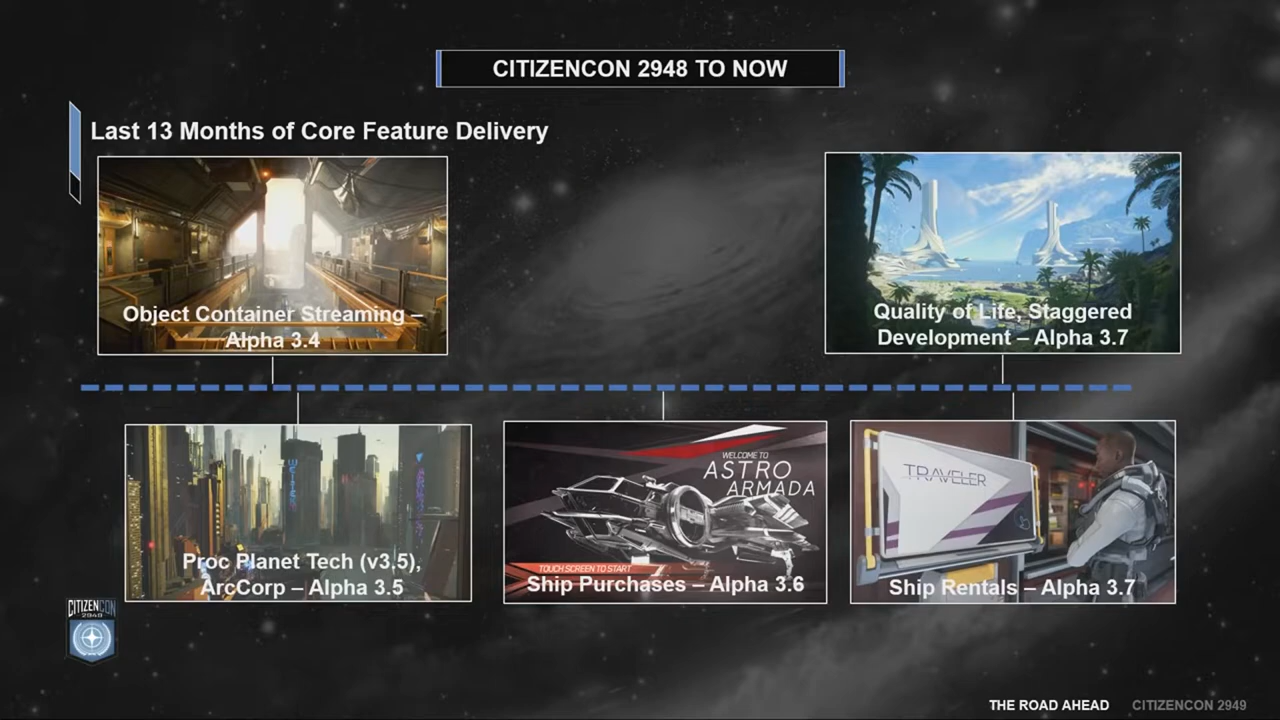 CITIZENCON 2948 TO NOW
Last 13 Months of Core Feature Delivery
Object Container Streaming –
Alpha 3.4
Quality of Life, Staggered
Development – Alpha 3.7
Proc Planet Tech (v3,5),
ArcCorp – Alpha 3.5
WELCOME TO
ASTRO
ARMADA
TOUCH SCREEN TO START
Ship Purchases – Alpha 3.6
TRAVELER
Ship Rentals – Alpha 3.7
CITIZENCON
2949
THE ROAD AHEAD CITIZENCON 2949